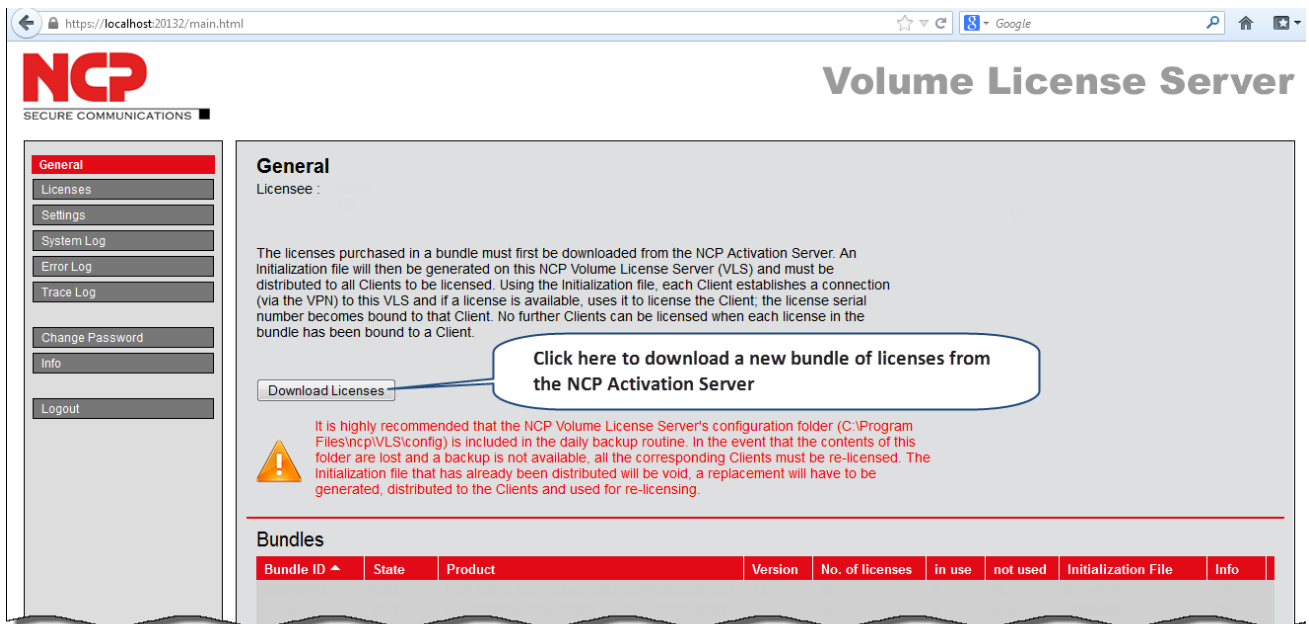 https://localhost:20132/main.html
Google
NCP
SECURE COMMUNICATIONS
Volume License Server
General
Licenses
Settings
System Log
Error Log
Trace Log
Change Password
Info
Logout
General
Licensee :
The licenses purchased in a bundle must first be downloaded from the NCP Activation Server. An
Initialization file will then be generated on this NCP Volume License Server (VLS) and must be
distributed to all Clients to be licensed. Using the Initialization file, each Client establishes a connection
(via the VPN) to this VLS and if a license is available, uses it to license the Client; the license serial
number becomes bound to that Client. No further Clients can be licensed when each license in the
bundle has been bound to a Client.
Click here to download a new bundle of licenses from
the NCP Activation Server
Download Licenses
It is highly recommended that the NCP Volume License Server's configuration folder (C:\Program
Files\ncp\VLS\config) is included in the daily backup routine. In the event that the contents of this
folder are lost and a backup is not available, all the corresponding Clients must be re-licensed. The
Initialization file that has already been distributed will be void, a replacement will have to be
generated, distributed to the Clients and used for re-licensing.
Bundles
Bundle ID State Product Version No. of licenses in use not used Initialization File Info